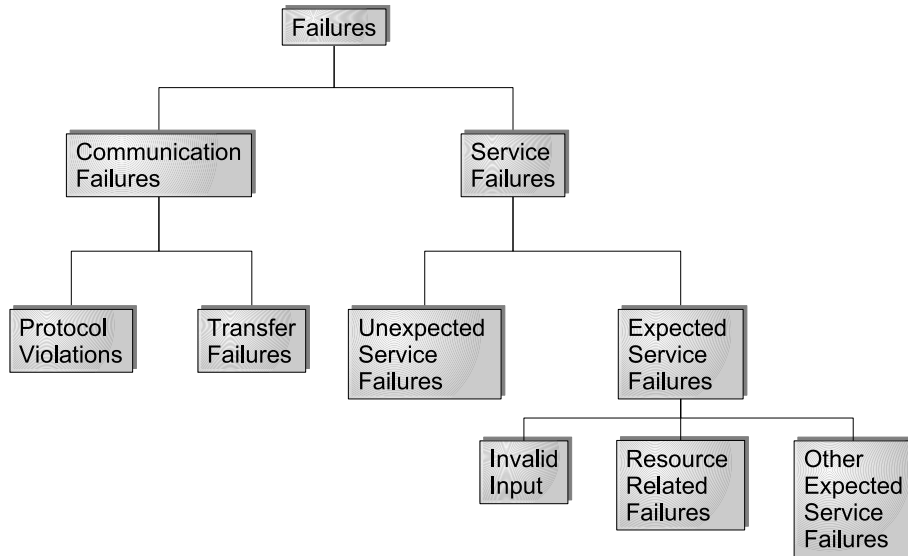 Failures
Communication
Failures
Service
Failures
Protocol
Violations
Transfer
Failures
Unexpected
Service
Failures
Expected
Service
Failures
Invalid
Input
Resource
Related
Failures
Other
Expected
Service
Failures